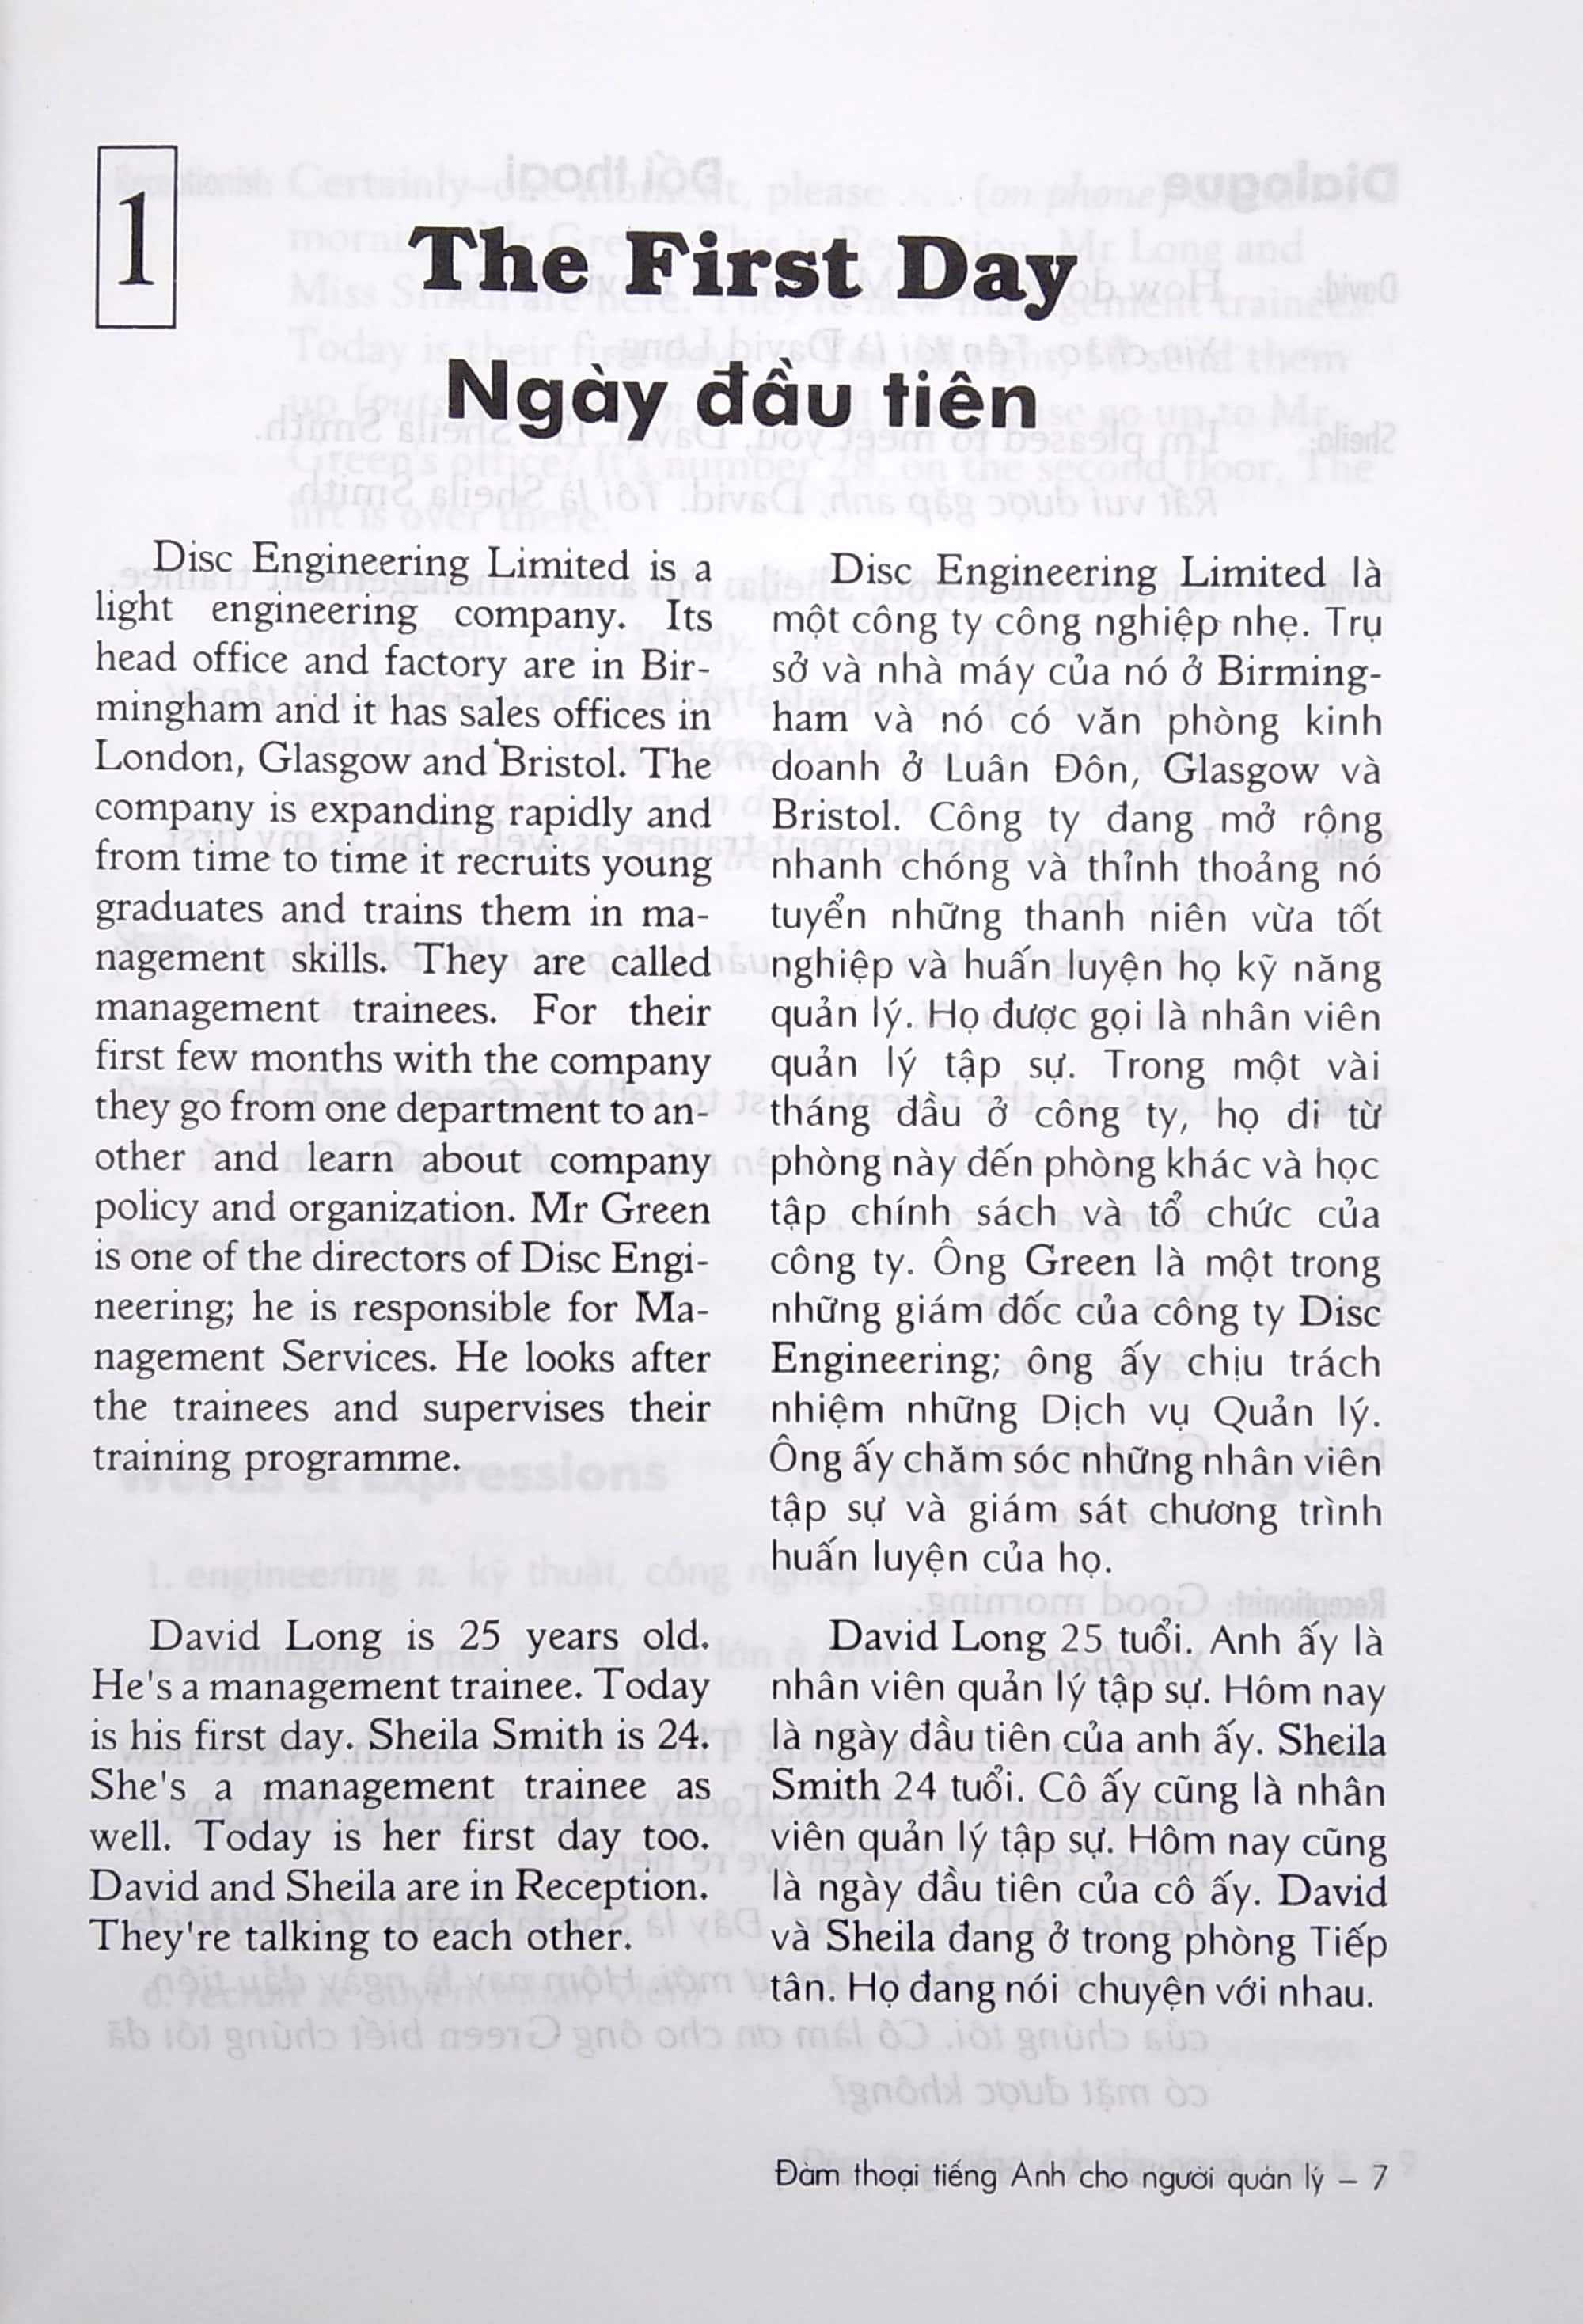 1
The First Day
Ngày đầu tiên
Disc Engineering Limited is a
light engineering company. Its
head office and factory are in Bir-
mingham and it has sales offices in
London, Glasgow and Bristol. The
company is expanding rapidly and
from time to time it recruits young
graduates and trains them in ma-
nagement skills. They are called
management trainees. For their
first few months with the company
they go from one department to an-
other and learn about company
policy and organization. Mr Green
is one of the directors of Disc Engi-
neering; he is responsible for Ma-
nagement Services. He looks after
the trainees and supervises their
training programme.
Disc Engineering Limited là
một công ty công nghiệp nhẹ. Trụ
sở và nhà máy của nó ở Birming-
ham và nó có văn phòng kinh
doanh ở Luân Đôn, Glasgow và
Bristol. Công ty đang mở rộng
nhanh chóng và thỉnh thoảng nó
tuyển những thanh niên vừa tốt
nghiệp và huấn luyện họ kỹ năng
quản lý. Họ được gọi là nhân viên
quản lý tập sự. Trong một vài
tháng đầu ở công ty, họ đi từ
phòng này đến phòng khác và học
tập chính sách và tổ chức của
công ty. Ông Green là một trong
những giám đốc của công ty Disc
Engineering; ông ấy chịu trách
nhiệm những Dịch vụ Quản lý.
Ông ấy chăm sóc những nhân viên
tập sự và giám sát chương trình
huấn luyện của họ.
David Long is 25 years old.
He's a management trainee. Today
is his first day. Sheila Smith is 24.
She's a management trainee as
well. Today is her first day too.
David and Sheila are in Reception.
They're talking to each other.
David Long 25 tuổi. Anh ấy là
nhân viên quản lý tập sự. Hôm nay
là ngày đầu tiên của anh ấy. Sheila
Smith 24 tuổi. Cô ấy cũng là nhân
viên quản lý tập sự. Hôm nay cũng
là ngày đầu tiên của cô ấy. David
và Sheila đang ở trong phòng Tiếp
tân. Họ đang nói chuyện với nhau.
Đàm thoại tiếng Anh cho người quản lý – 7